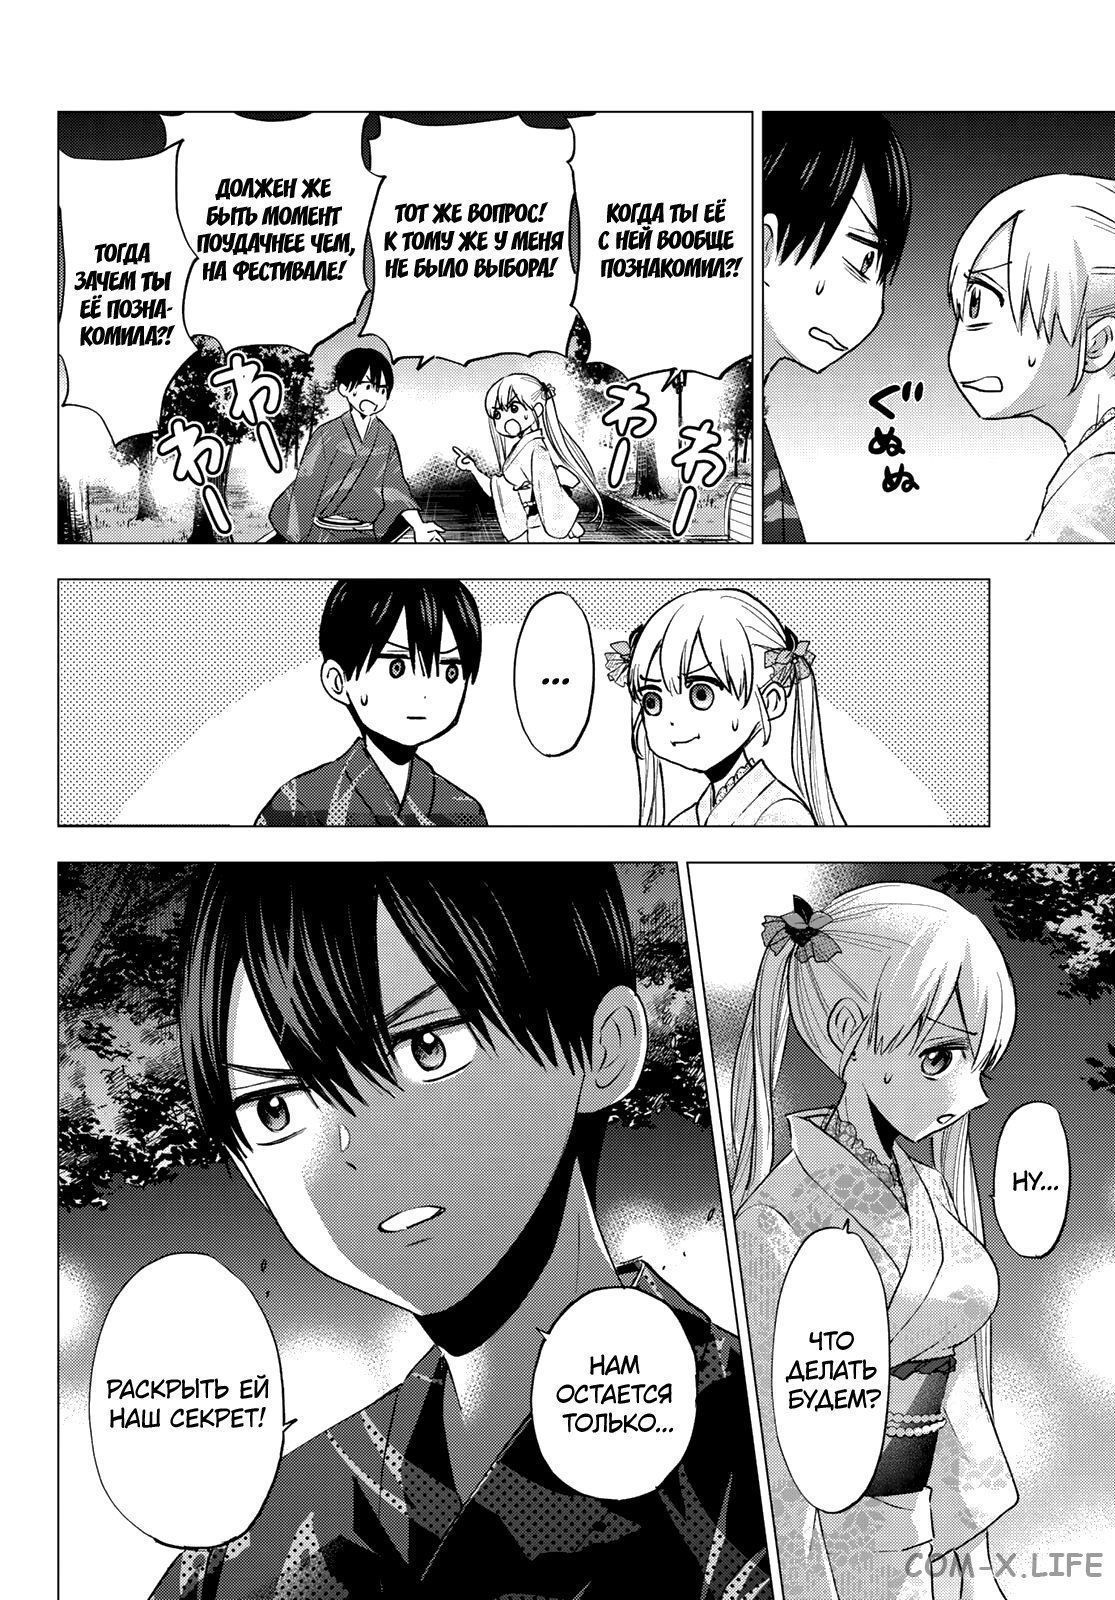 ぐぬぬ
КОГДА ТЫ ЕЁ
С НЕЙ ВООБЩЕ
ПОЗНАКОМИЛ?!
ТОТ ЖЕ ВОПРОС!
К ТОМУ ЖЕ У МЕНЯ
НЕ БЫЛО ВЫБОРА!
ДОЛЖЕН ЖЕ
БЫТЬ МОМЕНТ
ПОУДАЧНЕЕ ЧЕМ,
НА ФЕСТИВАЛЕ!
ТОГДА
ЗАЧЕМ ТЫ
ЕЁ ПОЗНА-
КОМИЛА?!
わー
わー
わー
わー
...
НУ...
ЧТО
ДЕЛАТЬ
БУДЕМ?
НАМ
ОСТАЕТСЯ
ТОЛЬКО...
РАСКРЫТЬ ЕЙ
НАШ СЕКРЕТ!
COM-X.LIFE